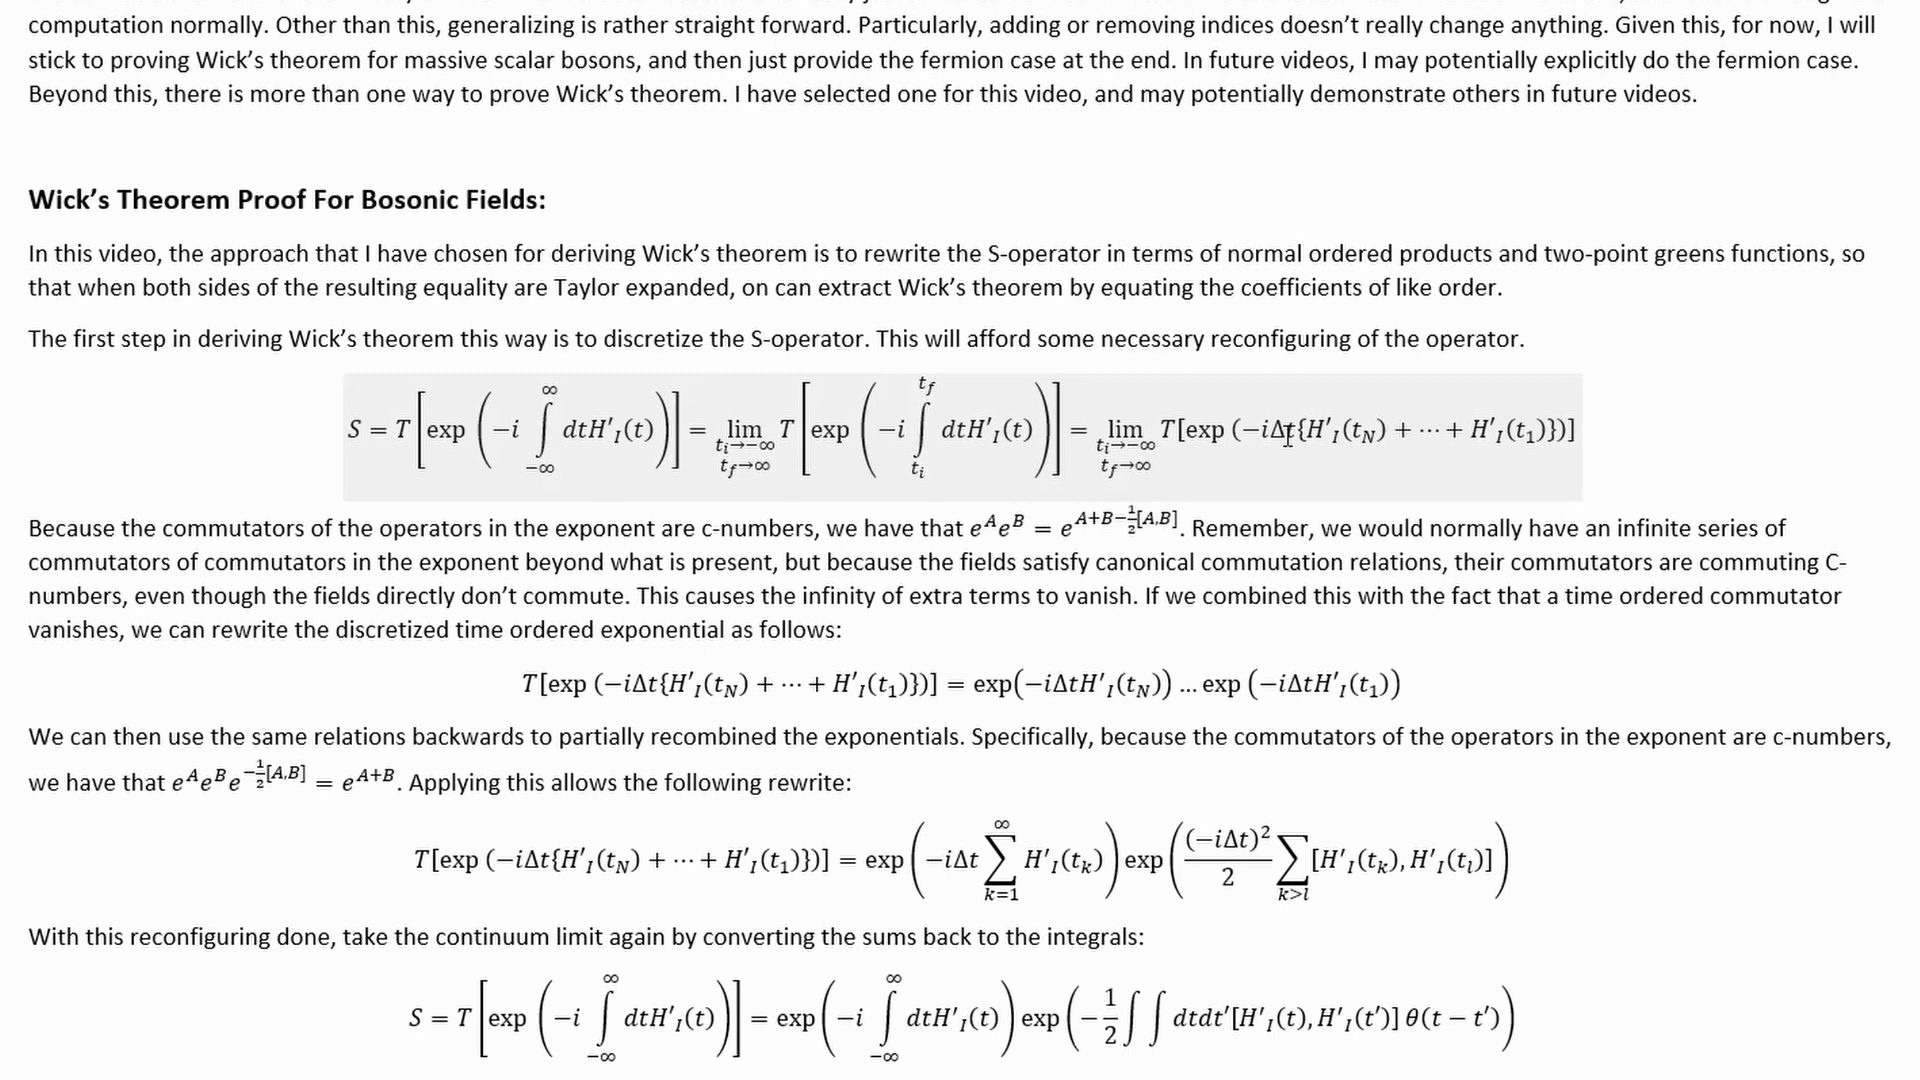 computation normally. Other than this, generalizing is rather straight forward. Particularly, adding or removing indices doesn't really change anything. Given this, for now, I will
stick to proving Wick's theorem for massive scalar bosons, and then just provide the fermion case at the end. In future videos, I may potentially explicitly do the fermion case.
Beyond this, there is more than one way to prove Wick's theorem. I have selected one for this video, and may potentially demonstrate others in future videos.
Wick's Theorem Proof For Bosonic Fields:
In this video, the approach that I have chosen for deriving Wick's theorem is to rewrite the S-operator in terms of normal ordered products and two-point greens functions, so
that when both sides of the resulting equality are Taylor expanded, on can extract Wick's theorem by equating the coefficients of like order.
The first step in deriving Wick's theorem this way is to discretize the S-operator. This will afford some necessary reconfiguring of the operator.
S = T[exp(−i ∫_{−∞}^{∞} dtH'_I(t))] = lim_{t_i→−∞, t_f→∞} T[exp(−i ∫_{t_i}^{t_f} dtH'_I(t))] = lim_{t_i→−∞, t_f→∞} T[exp (−iΔt{H'_I(t_N) + ⋯ + H'_I(t_1)})]
Because the commutators of the operators in the exponent are c-numbers, we have that e^A e^B = e^{A+B−½[A,B]}. Remember, we would normally have an infinite series of
commutators of commutators in the exponent beyond what is present, but because the fields satisfy canonical commutation relations, their commutators are commuting C-
numbers, even though the fields directly don't commute. This causes the infinity of extra terms to vanish. If we combined this with the fact that a time ordered commutator
vanishes, we can rewrite the discretized time ordered exponential as follows:
T[exp (−iΔt{H'_I(t_N) + ⋯ + H'_I(t_1)})] = exp(−iΔtH'_I(t_N)) … exp (−iΔtH'_I(t_1))
We can then use the same relations backwards to partially recombined the exponentials. Specifically, because the commutators of the operators in the exponent are c-numbers,
we have that e^A e^B e^{−½[A,B]} = e^{A+B}. Applying this allows the following rewrite:
T[exp (−iΔt{H'_I(t_N) + ⋯ + H'_I(t_1)})] = exp(−iΔt ∑_{k=1}^{∞} H'_I(t_k)) exp((−iΔt)²/2 ∑_{k>l} [H'_I(t_k), H'_I(t_l)])
With this reconfiguring done, take the continuum limit again by converting the sums back to the integrals:
S = T[exp(−i ∫_{−∞}^{∞} dtH'_I(t))] = exp(−i ∫_{−∞}^{∞} dtH'_I(t)) exp(−½ ∫ ∫ dtdt'[H'_I(t), H'_I(t')] θ(t − t'))